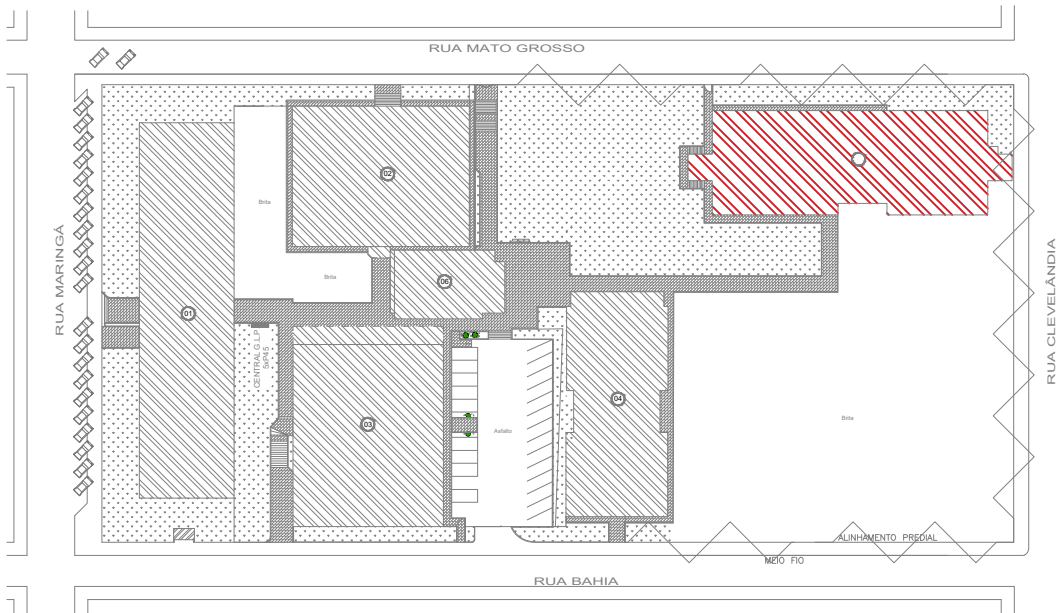 RUA MATO GROSSO
02
Brita
RUA MARINGÁ
RUA CLEVELÂNDIA
Brita
06
01
CENTRAL G.L.P
5xP45
04
Brita
03
Asfalto
ALINHAMENTO PREDIAL
MEIO FIO
RUA BAHIA